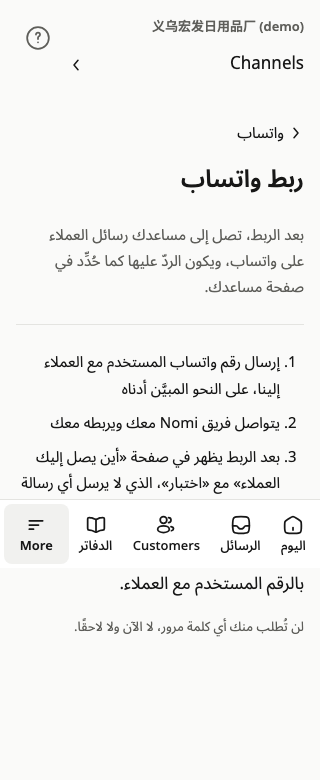 义乌宏发日用品厂 (demo)
Channels
واتساب
ربط واتساب
بعد الربط، تصل إلى مساعدك رسائل العملاء
على واتساب، ويكون الردّ عليها كما حُدِّد في
صفحة مساعدك.
1. إرسال رقم واتساب المستخدم مع العملاء
إلينا، على النحو المبيَّن أدناه
2. يتواصل فريق Nomi معك ويربطه معك
3. بعد الربط يظهر في صفحة «أين يصل إليك
العملاء» مع «اختبار»، الذي لا يرسل أي رسالة
اليوم
الرسائل
Customers
الدفاتر
More
بالرقم المستخدم مع العملاء.
لن تُطلب منك أي كلمة مرور، لا الآن ولا لاحقًا.